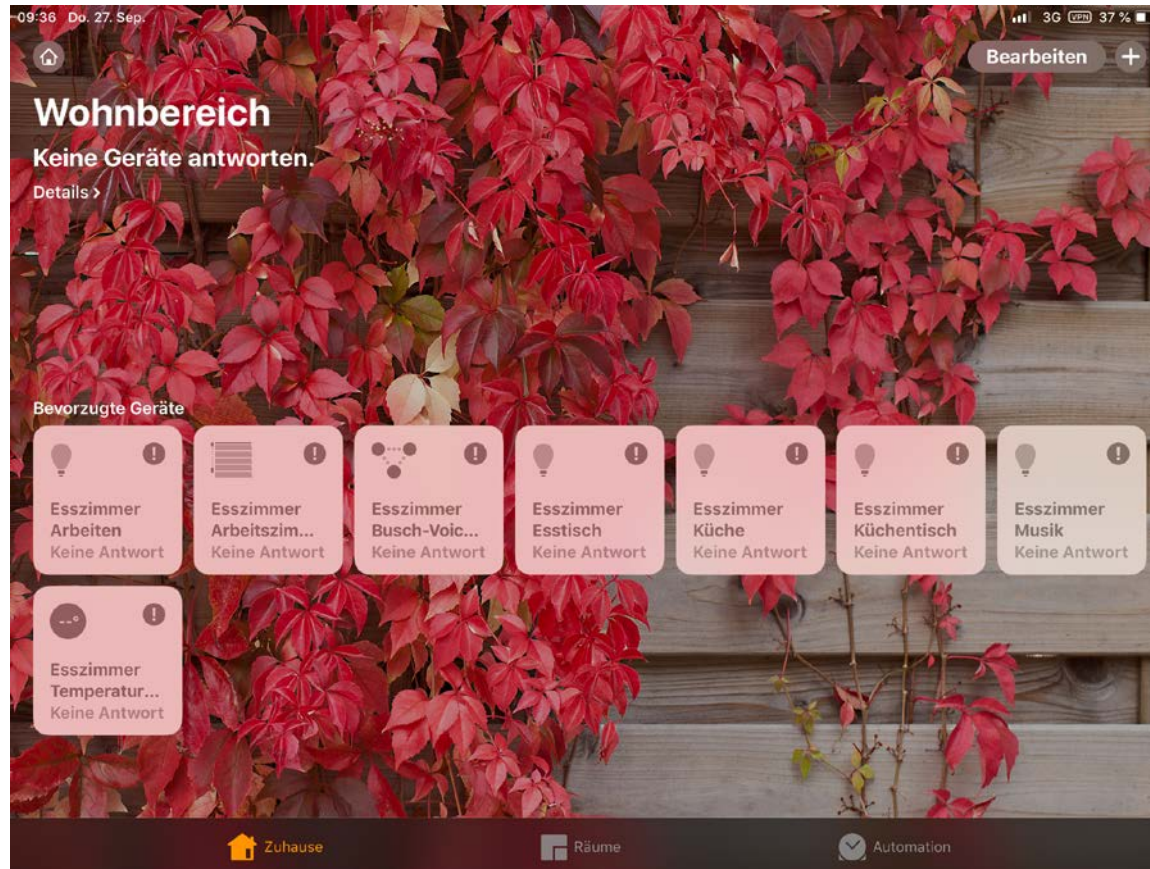 09:36 Do. 27. Sep.
3G VPN 37 %
Bearbeiten +
Wohnbereich
Keine Geräte antworten.
Details >
Bevorzugte Geräte
Esszimmer
Arbeiten
Keine Antwort
Esszimmer
Arbeitszim...
Keine Antwort
Esszimmer
Busch-Voic...
Keine Antwort
Esszimmer
Esstisch
Keine Antwort
Esszimmer
Küche
Keine Antwort
Esszimmer
Küchentisch
Keine Antwort
Esszimmer
Musik
Keine Antwort
--°
Esszimmer
Temperatur...
Keine Antwort
Zuhause
Räume
Automation